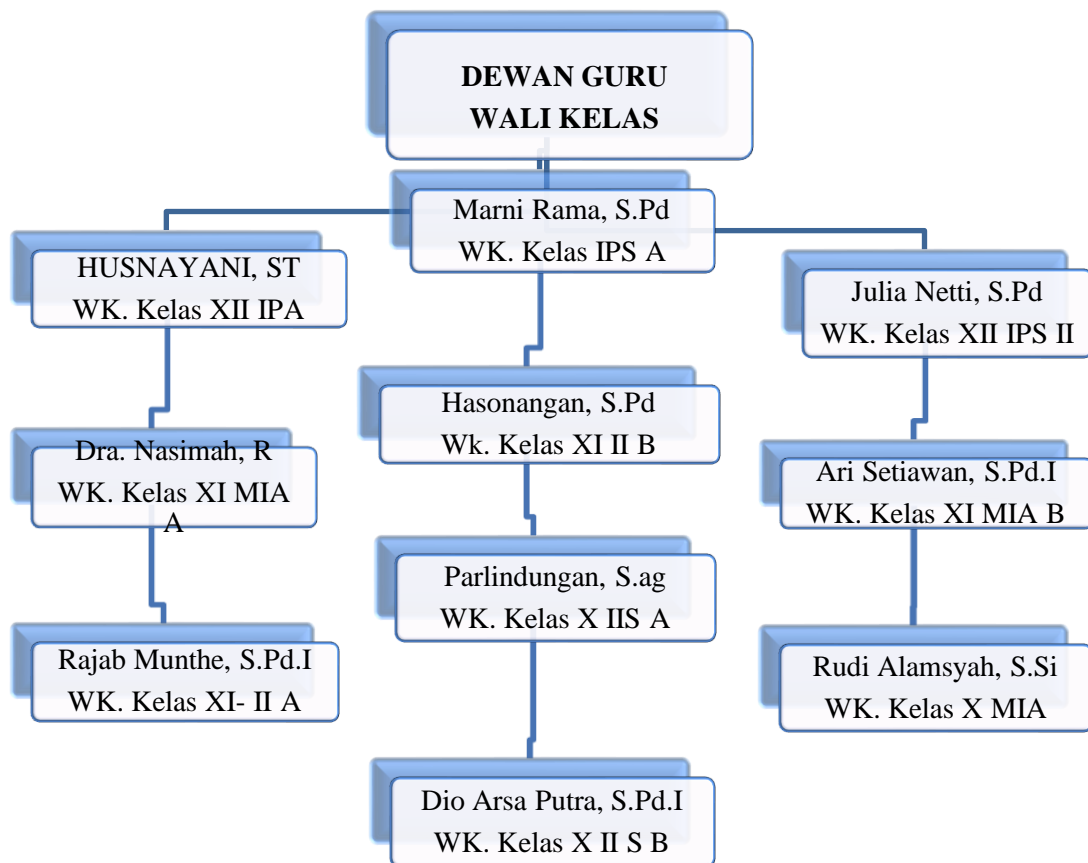 DEWAN GURU
WALI KELAS
Marni Rama, S.Pd
WK. Kelas IPS A
HUSNAYANI, ST
WK. Kelas XII IPA
Julia Netti, S.Pd
WK. Kelas XII IPS II
Hasonangan, S.Pd
Wk. Kelas XI II B
Dra. Nasimah, R
WK. Kelas XI MIA
A
Ari Setiawan, S.Pd.I
WK. Kelas XI MIA B
Parlindungan, S.ag
WK. Kelas X IIS A
Rajab Munthe, S.Pd.I
WK. Kelas XI- II A
Rudi Alamsyah, S.Si
WK. Kelas X MIA
Dio Arsa Putra, S.Pd.I
WK. Kelas X II S B